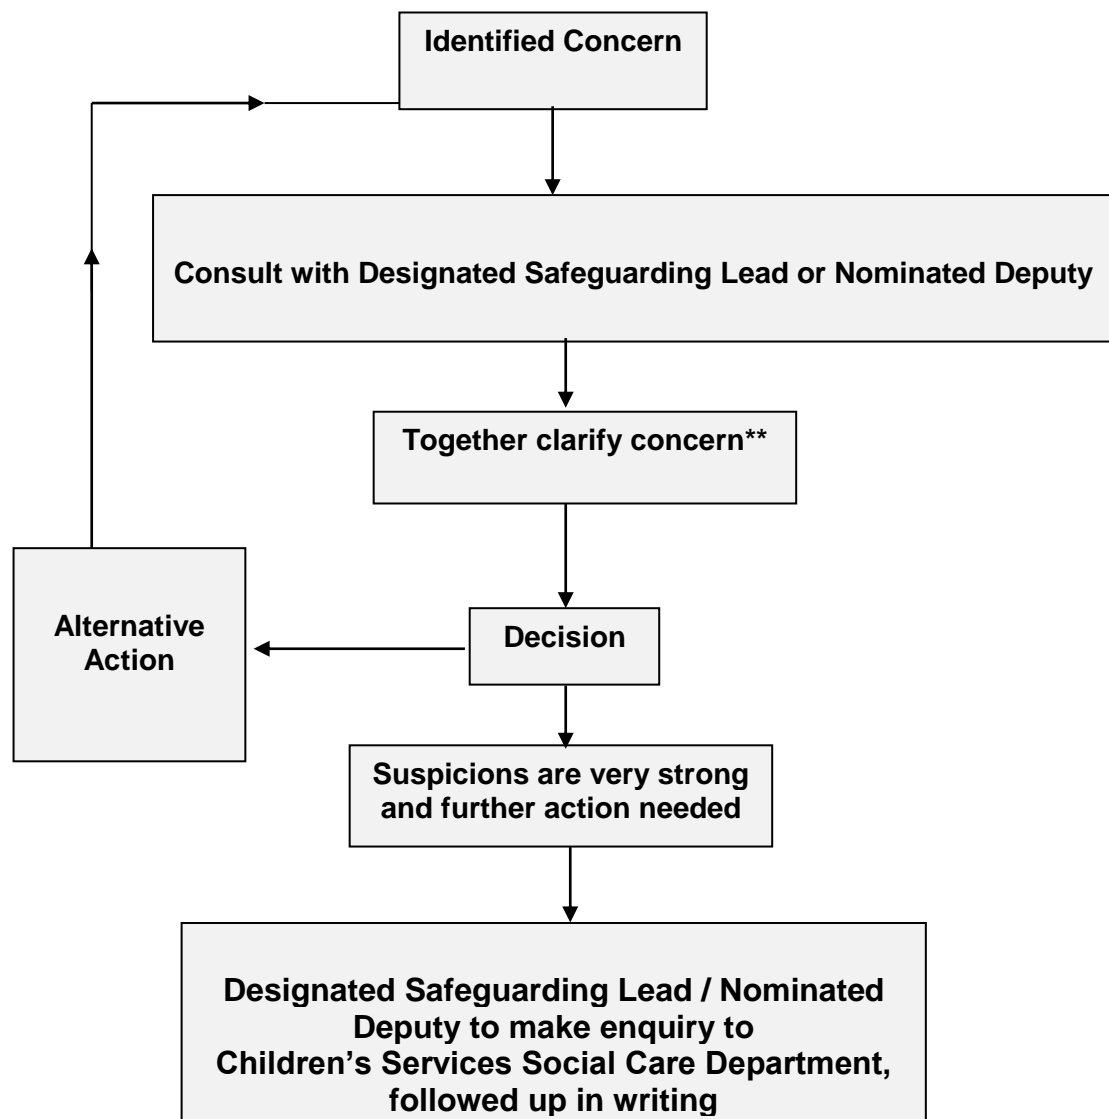 Identified Concern
Consult with Designated Safeguarding Lead or Nominated Deputy
Together clarify concern**
Alternative
Action
Decision
Suspicions are very strong
and further action needed
Designated Safeguarding Lead / Nominated
Deputy to make enquiry to
Children’s Services Social Care Department,
followed up in writing